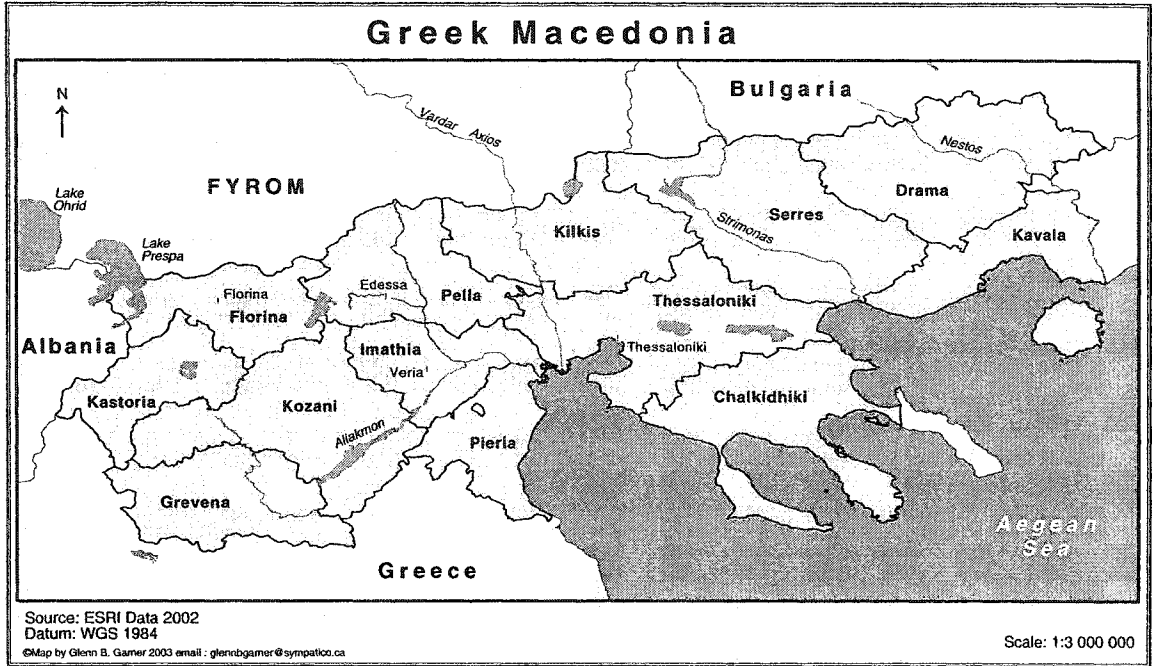 Greek Macedonia
N
Bulgaria
Vardar Axios
Nestos
FYROM
Lake
Ohrid
Drama
Serres
Lake
Prespa
Kilkis
Strimonas
Kavala
Edessa
Florina
Pella
Thessaloniki
Florina
Albania
Imathia
Thessaloniki
Veria
Kastoria
Kozani
Chalkidhiki
Aliakmon
Pieria
Grevena
Aegean
Sea
Greece
Source: ESRI Data 2002
Datum: WGS 1984
©Map by Glenn B. Garner 2003 email : glennbgarner@sympatico.ca
Scale: 1:3 000 000